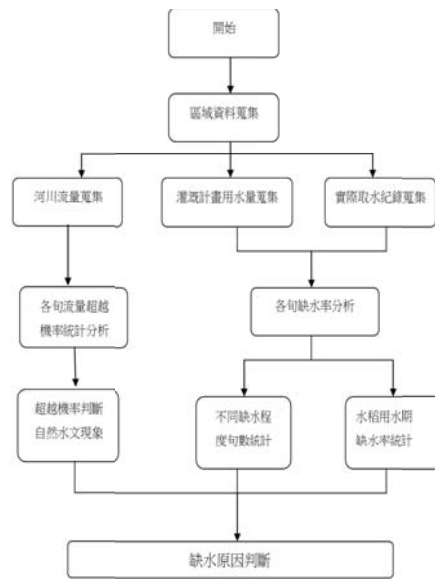 開始
區域資料蒐集
河川流量蒐集
灌溉計畫用水量蒐集
實際取水紀錄蒐集
各旬流量超越
機率統計分析
各旬缺水率分析
超越機率判斷
自然水文現象
不同缺水程
度旬數統計
水稻用水期
缺水率統計
缺水原因判斷